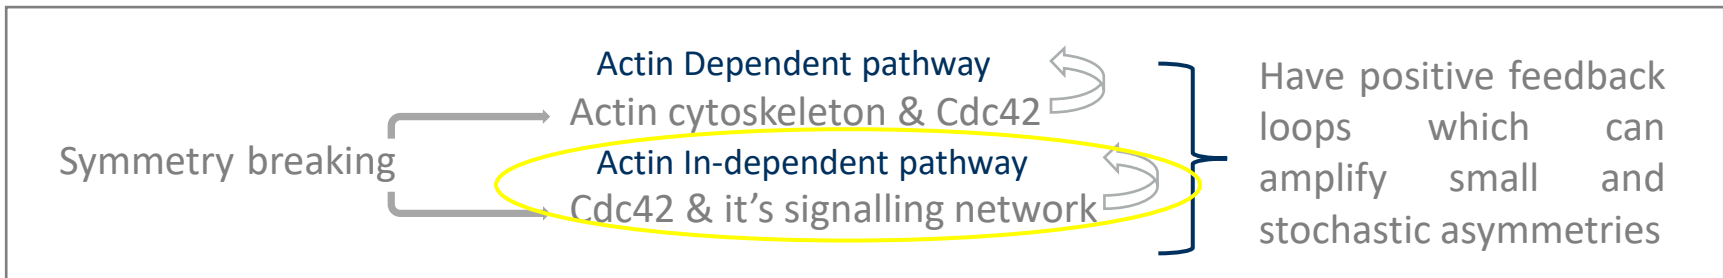 Symmetry breaking
Actin Dependent pathway
Actin cytoskeleton & Cdc42
Actin In-dependent pathway
Cdc42 & it's signalling network
Have positive feedback
loops which can
amplify small and
stochastic asymmetries